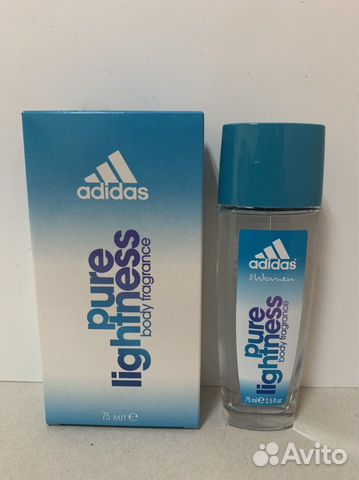 adidas
pure
lightness
body fragrance
75 мл ℮
adidas
for Women
pure
lightness
body fragrance
75 ml ℮ 2.5 fl oz
Avito